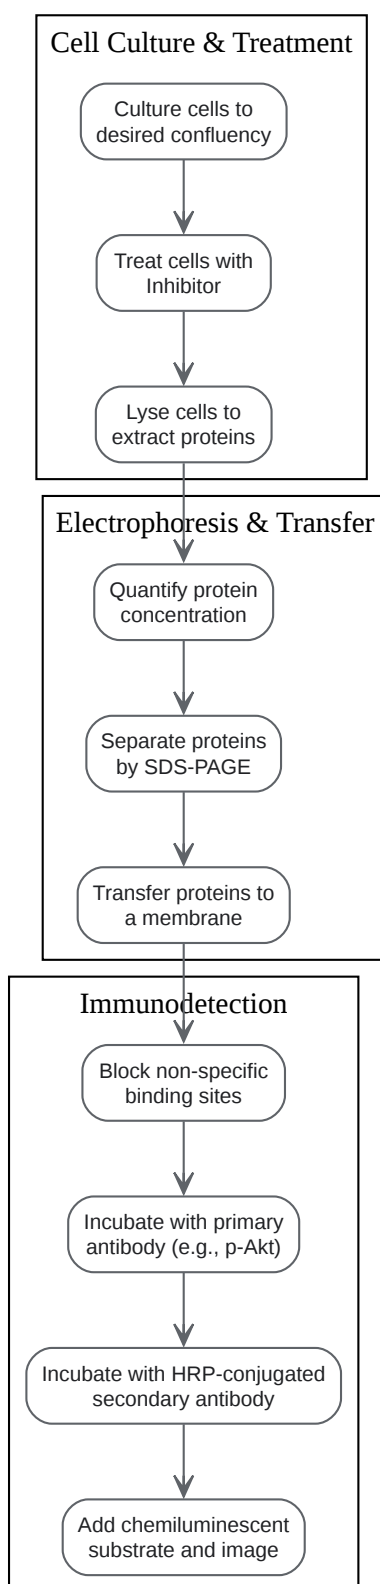 Cell Culture & Treatment
Culture cells to
desired confluency
Treat cells with
Inhibitor
Lyse cells to
extract proteins
Electrophoresis & Transfer
Quantify protein
concentration
Separate proteins
by SDS-PAGE
Transfer proteins to
a membrane
Immunodetection
Block non-specific
binding sites
Incubate with primary
antibody (e.g., p-Akt)
Incubate with HRP-conjugated
secondary antibody
Add chemiluminescent
substrate and image